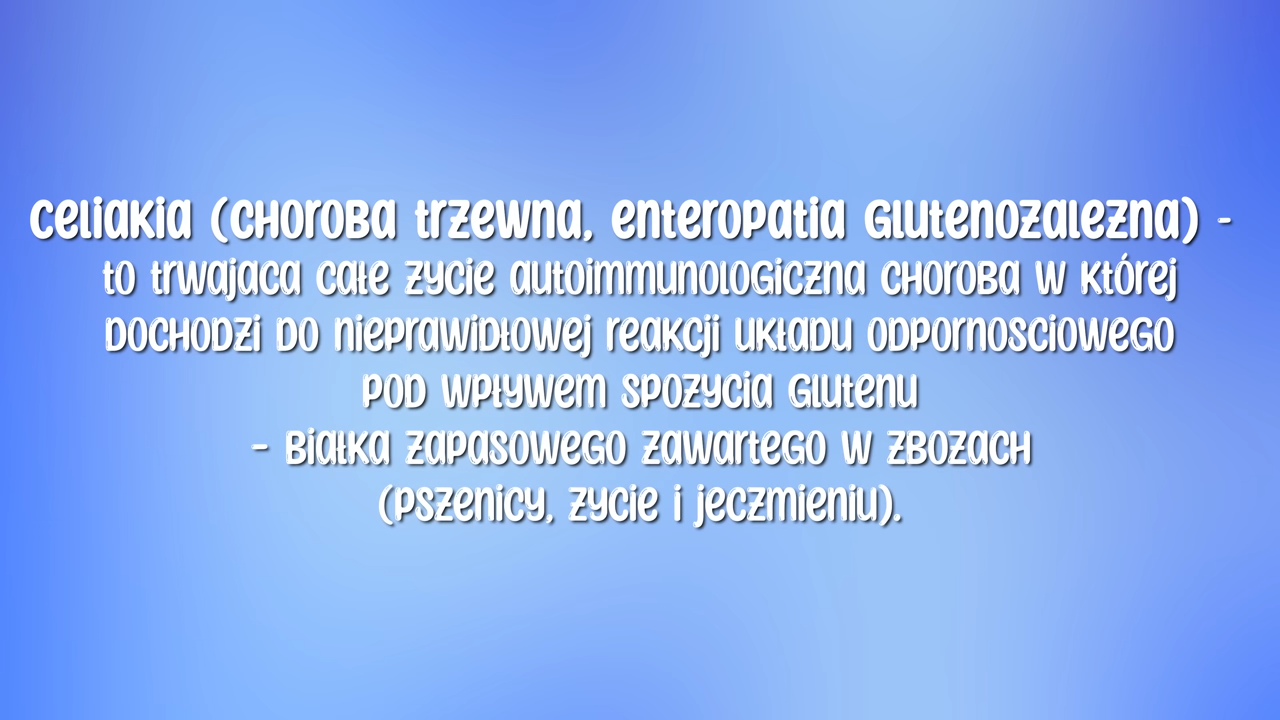 celiakia (choroba trzewna, enteropatia glutenozalezna) -
to trwajaca całe zycie autoimmunologiczna choroba w której
dochodzi do nieprawidłowej reakcji układu odpornosciowego
pod wpływem spozycia glutenu
- białka zapasowego zawartego w zbozach
(pszenicy, zycie i jeczmieniu).